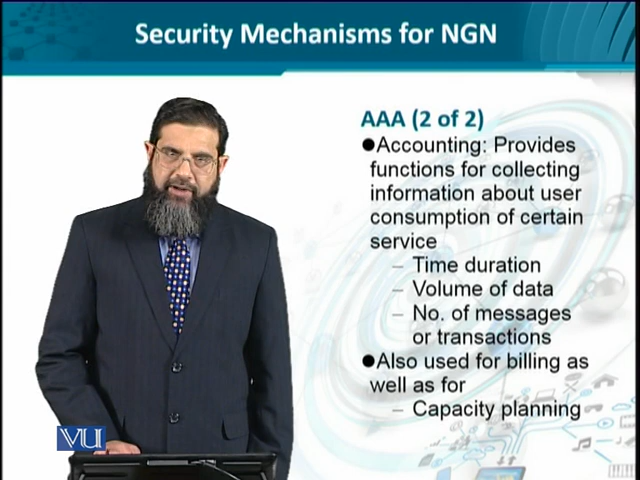 Security Mechanisms for NGN
AAA (2 of 2)
●Accounting: Provides
functions for collecting
information about user
consumption of certain
service
– Time duration
– Volume of data
– No. of messages
or transactions
●Also used for billing as
well as for
– Capacity planning
VU